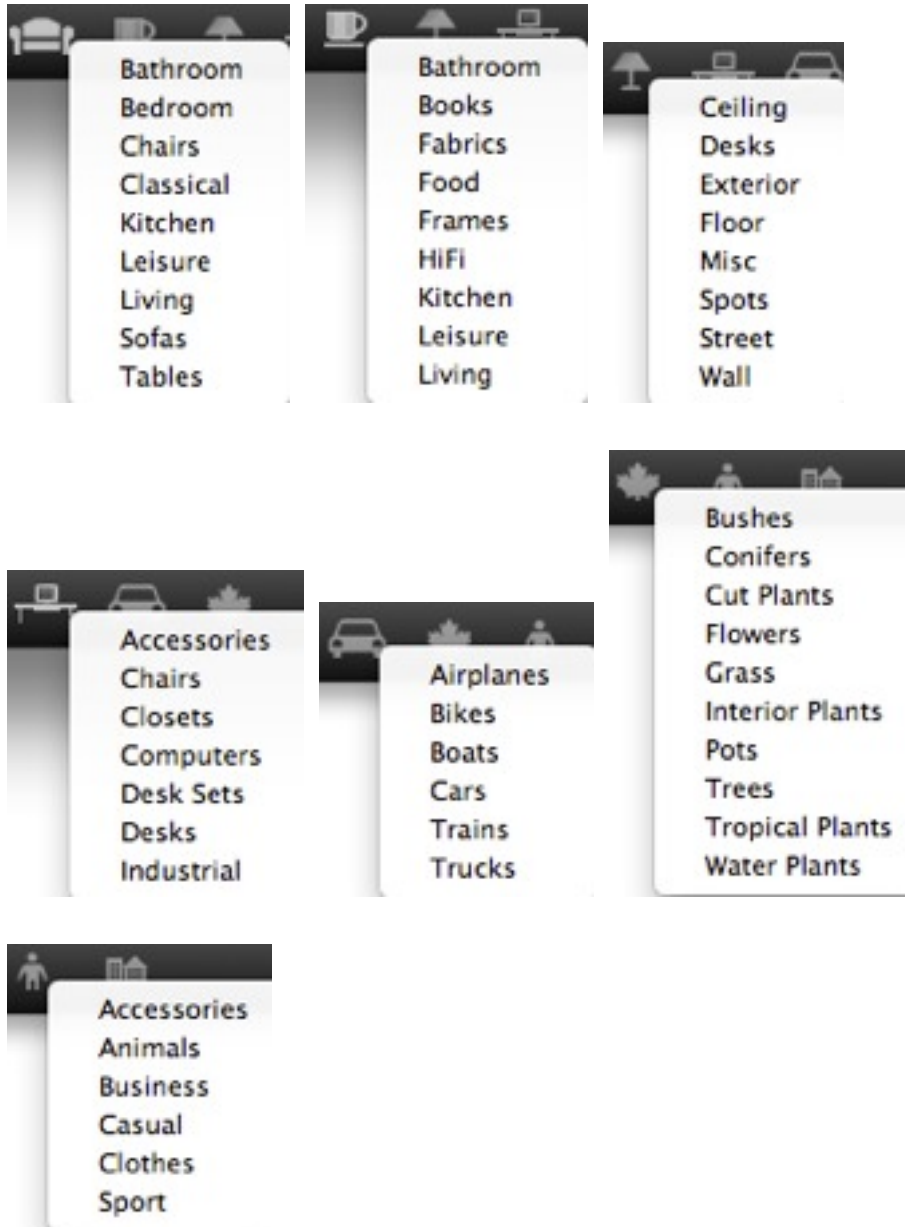 Bathroom
Bedroom
Chairs
Classical
Kitchen
Leisure
Living
Sofas
Tables
Bathroom
Books
Fabrics
Food
Frames
HiFi
Kitchen
Leisure
Living
Ceiling
Desks
Exterior
Floor
Misc
Spots
Street
Wall
Accessories
Chairs
Closets
Computers
Desk Sets
Desks
Industrial
Airplanes
Bikes
Boats
Cars
Trains
Trucks
Bushes
Conifers
Cut Plants
Flowers
Grass
Interior Plants
Pots
Trees
Tropical Plants
Water Plants
Accessories
Animals
Business
Casual
Clothes
Sport